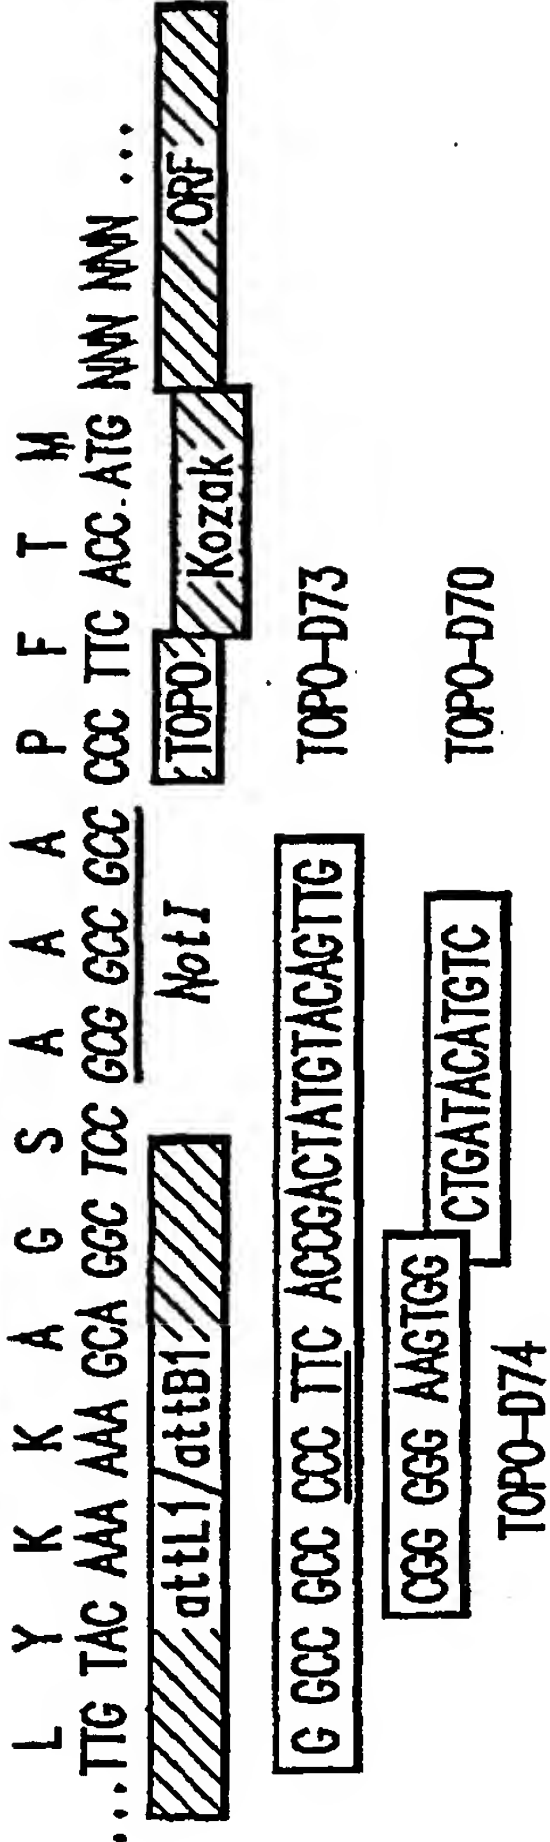 L Y K K A G S A A A P F T M
...TTG TAC AAA AAA GCA GGC TCC GCG GCC GCC CCC TTC ACC ATG NNN NNN ...
attL1/attB1 NotI TOPO Kozak ORF
G GCC GCC CCC TTC ACCGACTATGTACAGTTG TOPO-D73
CGG GGG AAGTGG CTGATACATGTC TOPO-D70
TOPO-D74